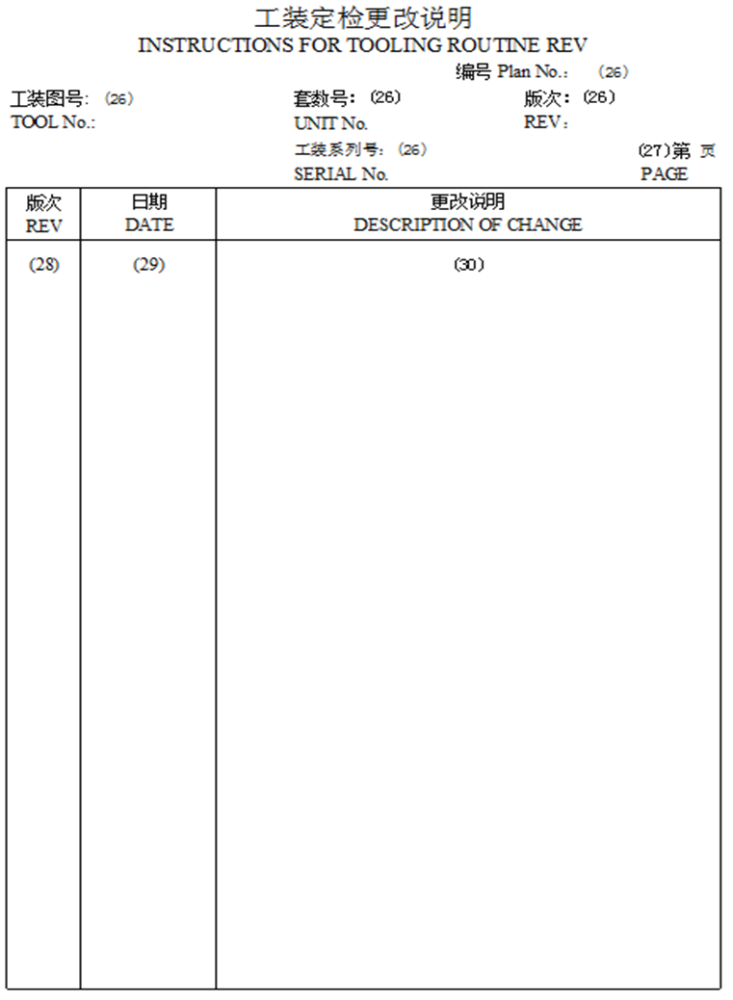 工装定检更改说明
INSTRUCTIONS FOR TOOLING ROUTINE REV
编号 Plan No.： （26）
工装图号： （26） 套数号：（26） 版次：（26）
TOOL No.: UNIT No. REV：
工装系列号：（26） (27)第 页
SERIAL No. PAGE
版次 日期 更改说明
REV DATE DESCRIPTION OF CHANGE
(28) (29) (30)